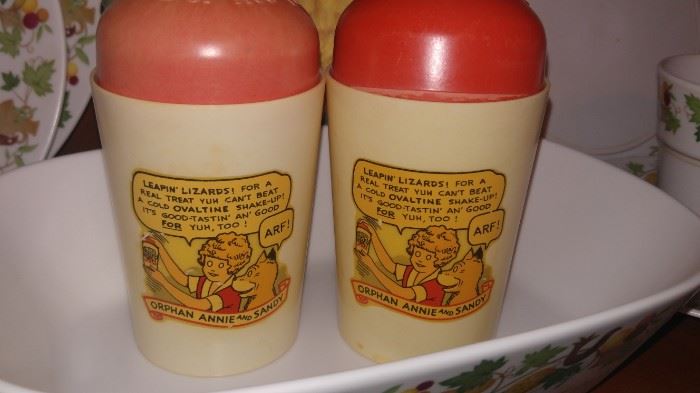 LEAPIN' LIZARDS! FOR A
REAL TREAT YUH CAN'T BEAT
A COLD OVALTINE SHAKE-UP!
IT'S GOOD-TASTIN' AN' GOOD
FOR YUH, TOO!
ARF!
ORPHAN ANNIE AND SANDY
LEAPIN' LIZARDS! FOR A
REAL TREAT YUH CAN'T BEAT
A COLD OVALTINE SHAKE-UP!
IT'S GOOD-TASTIN' AN' GOOD
FOR YUH, TOO!
ARF!
ORPHAN ANNIE AND SANDY